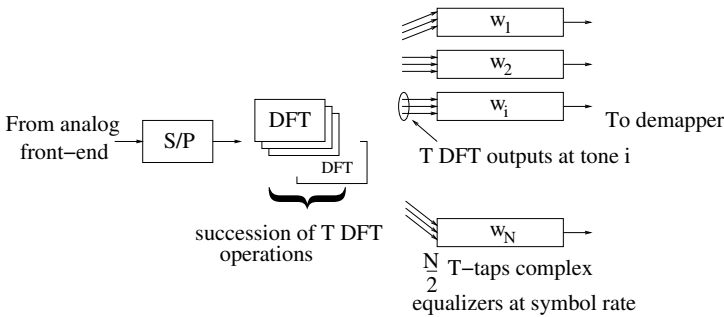 From analog
front−end
S/P
DFT
DFT
succession of T DFT
operations
w1
w2
wi
T DFT outputs at tone i
To demapper
wN
N
2
T−taps complex
equalizers at symbol rate